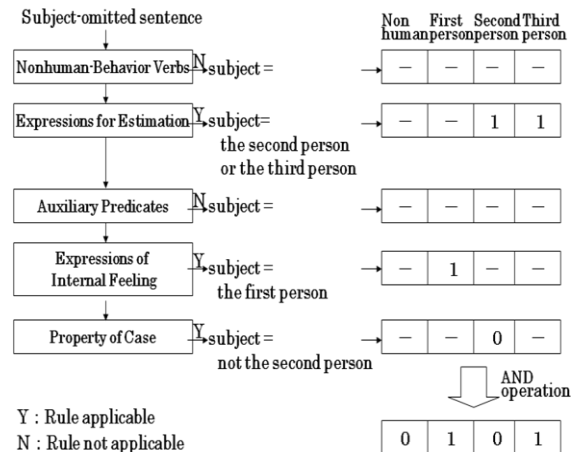 Subject-omitted sentence
Non human First person Second person Third person
Nonhuman-Behavior Verbs N subject = – – – –
Expressions for Estimation Y subject= – – 1 1
the second person
or the third person
Auxiliary Predicates N subject = – – – –
Expressions of
Internal Feeling Y subject = – 1 – –
the first person
Property of Case Y subject = – – 0 –
not the second person
AND
operation
Y : Rule applicable
N : Rule not applicable 0 1 0 1